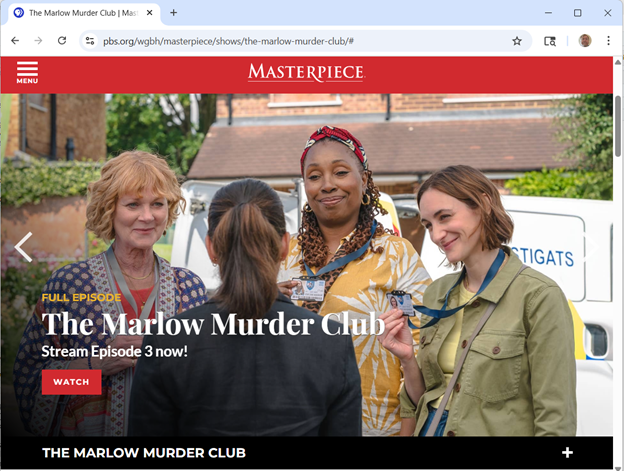 The Marlow Murder Club | Mast
pbs.org/wgbh/masterpiece/shows/the-marlow-murder-club/#
MENU
MASTERPIECE
STIGATS
FULL EPISODE
The Marlow Murder Club
Stream Episode 3 now!
WATCH
THE MARLOW MURDER CLUB